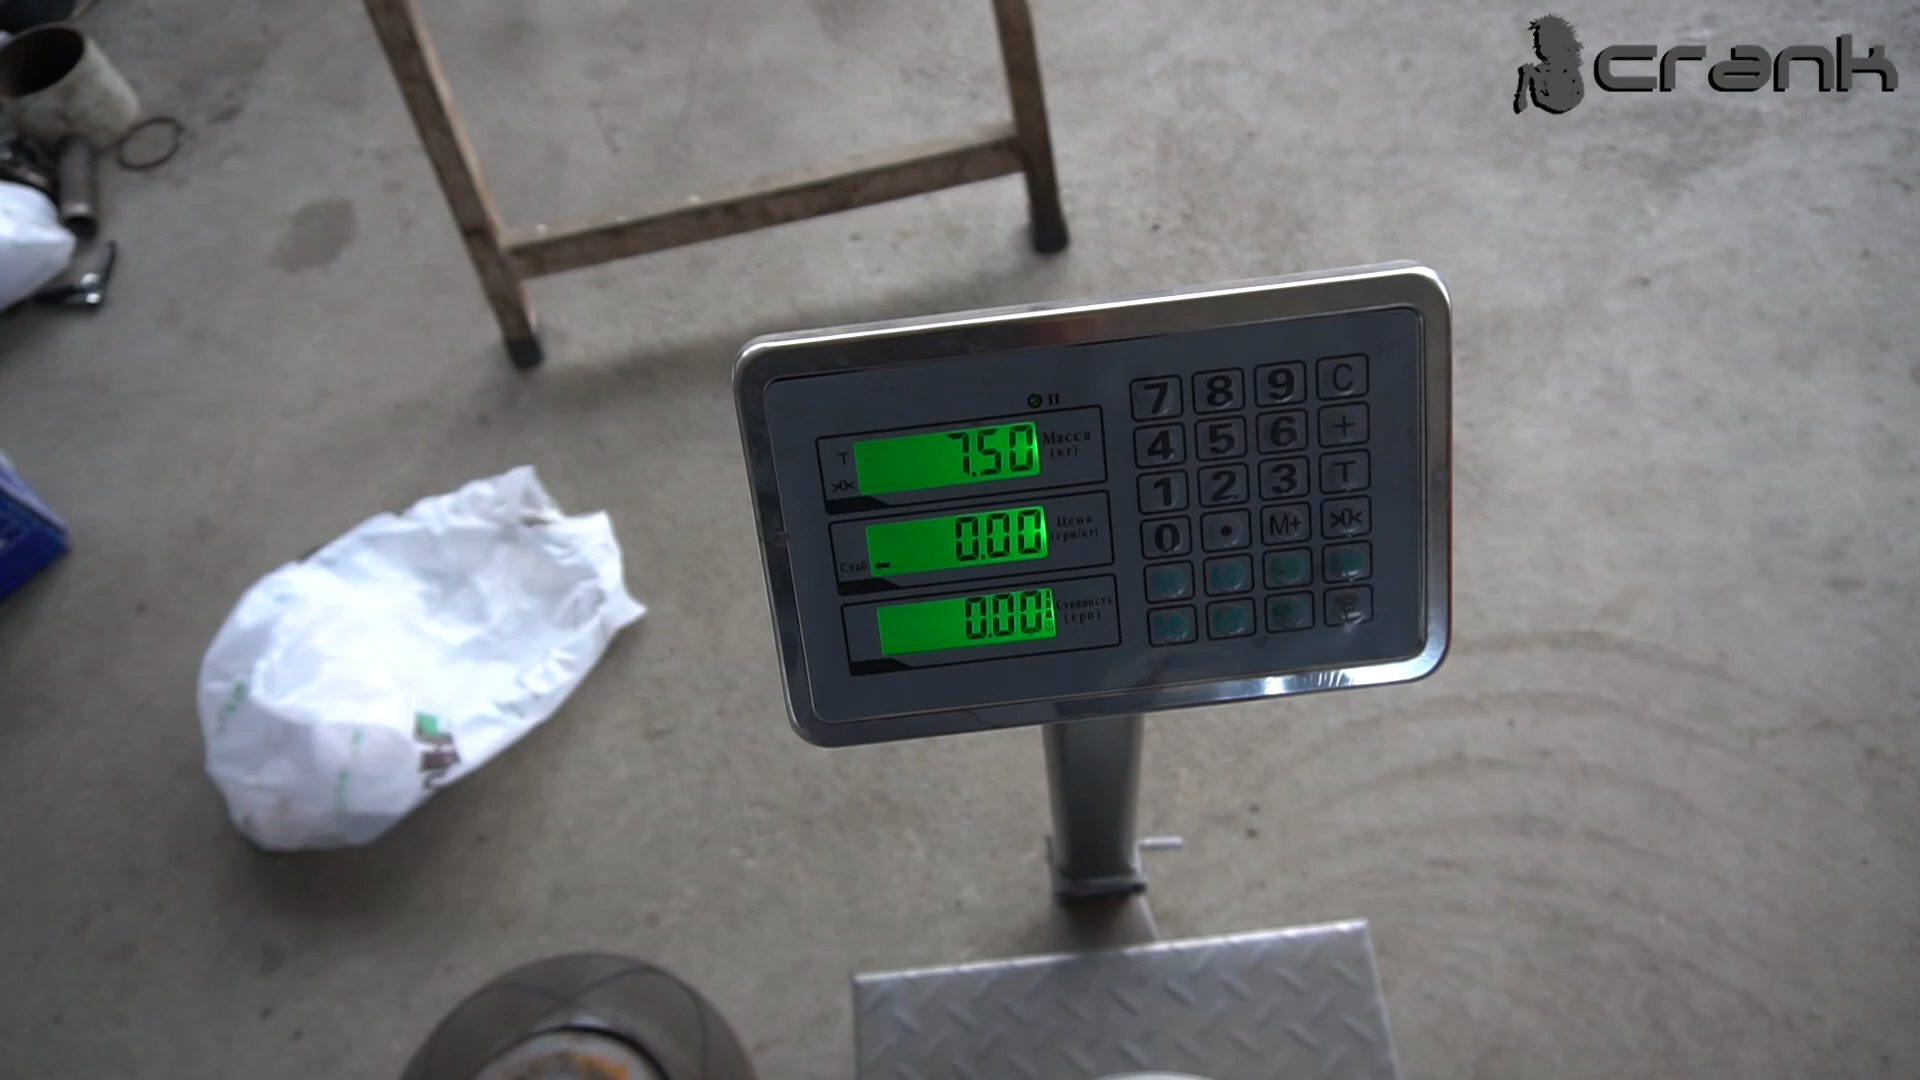 crank
II
T
7.50
Масса
(кг)
>0<
0.00
Цена
(грн/кг)
Стаб
0.00
(грн)
7 8 9 C
4 5 6 +
1 2 3 T
0 . M+ >0<